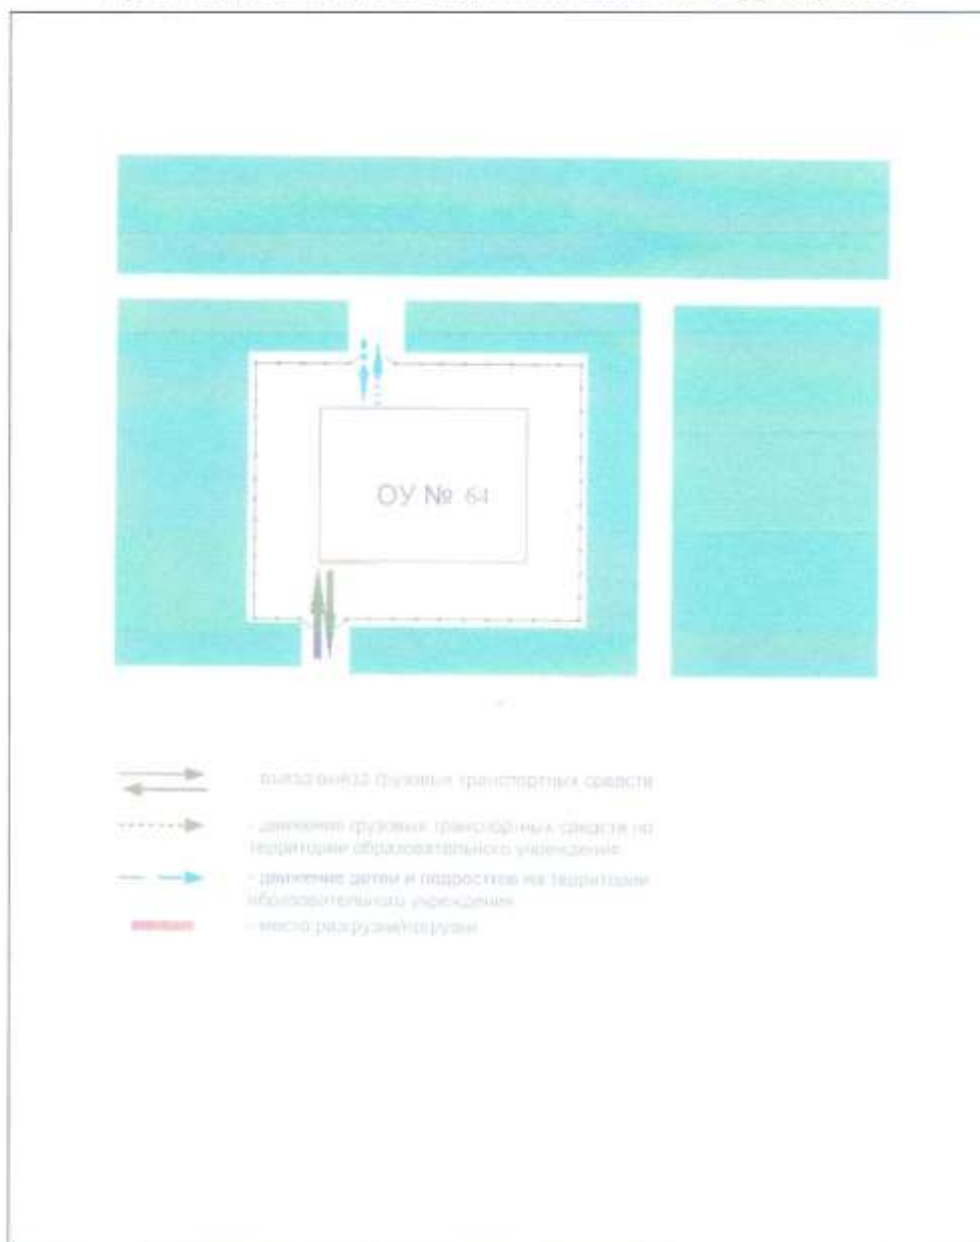 ОУ № 64
- въезд/выезд грузовых транспортных средств
- движение грузовых транспортных средств по
территории образовательного учреждения
- движение детей и подростков на территории
образовательного учреждения
- место разгрузки/погрузки